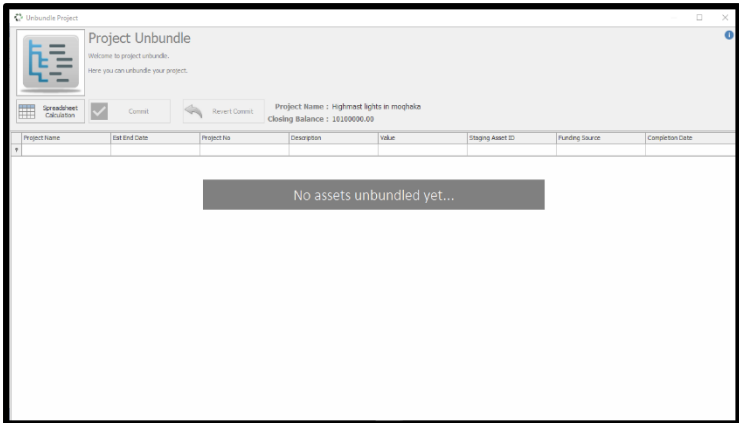 Unbundle Project
Project Unbundle
Welcome to project unbundle.
Here you can unbundle your project.
Spreadsheet
Calculation
Commit
Revert Commit
Project Name : Highmast lights in moqhaka
Closing Balance : 10100000.00
Project Name Est End Date Project No Description Value Staging Asset ID Funding Source Completion Date
No assets unbundled yet...